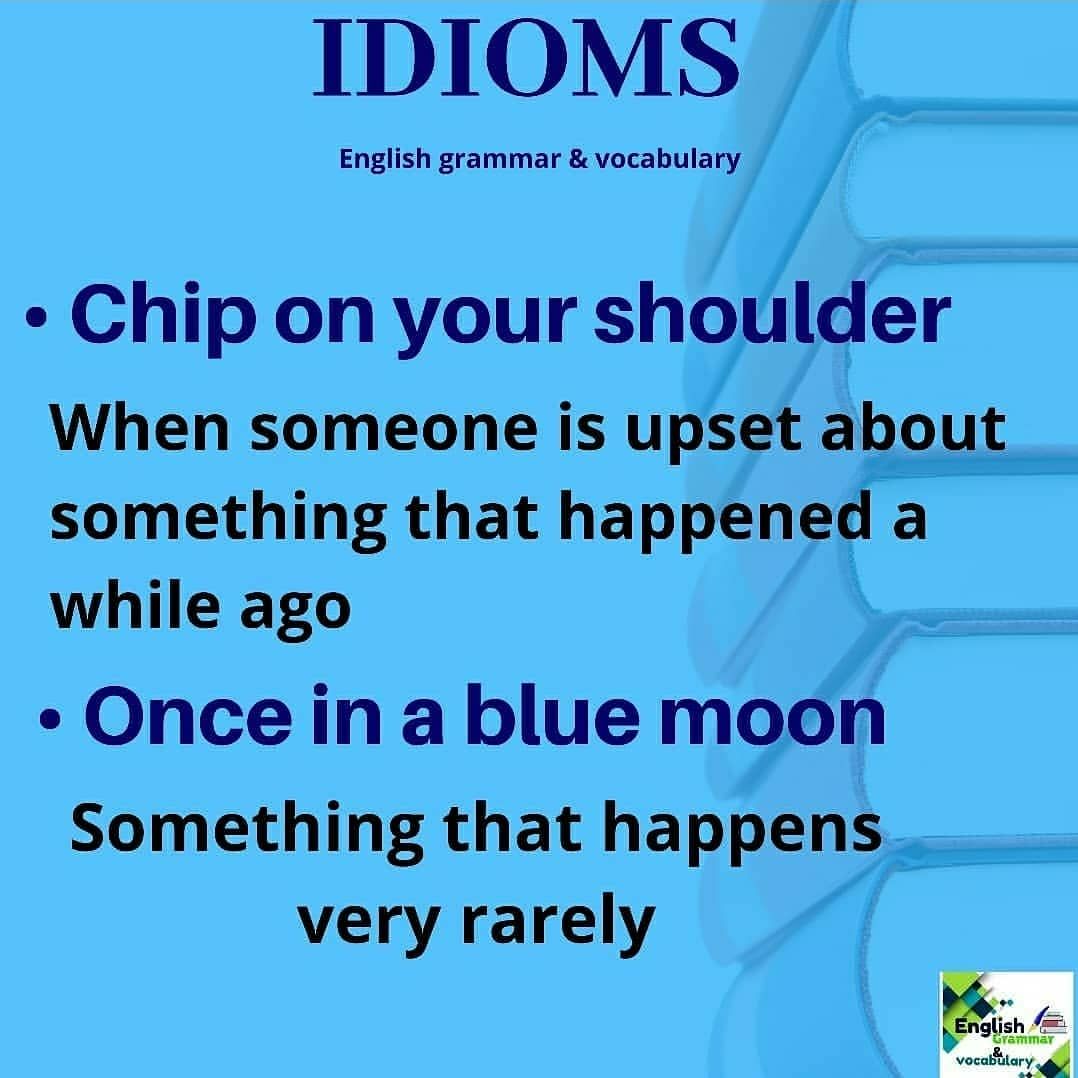 IDIOMS
English grammar & vocabulary
• Chip on your shoulder
When someone is upset about
something that happened a
while ago
• Once in a blue moon
Something that happens
very rarely
English
Grammar
&
vocabulary